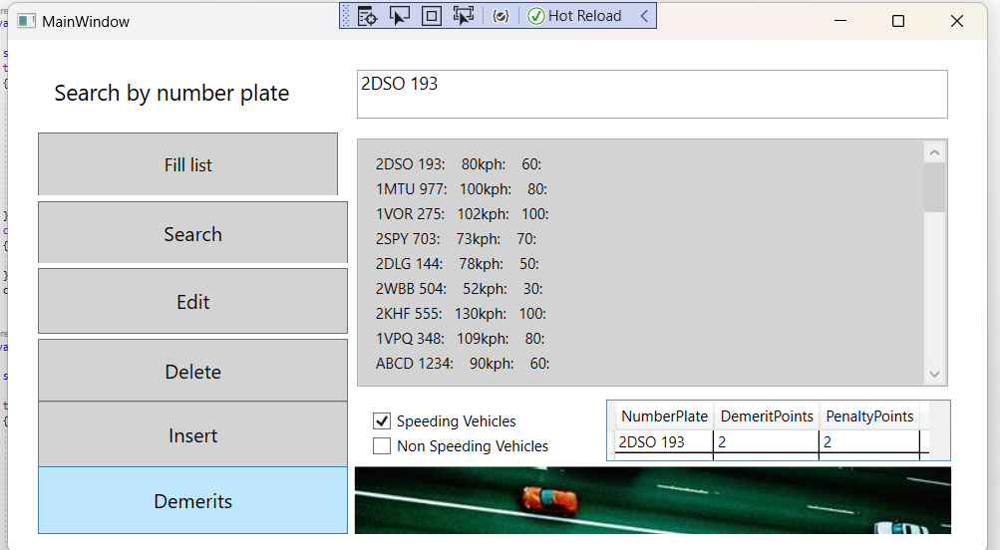 MainWindow
Hot Reload
Search by number plate
2DSO 193
Fill list
Search
Edit
Delete
Insert
Demerits
2DSO 193: 80kph: 60:
1MTU 977: 100kph: 80:
1VOR 275: 102kph: 100:
2SPY 703: 73kph: 70:
2DLG 144: 78kph: 50:
2WBB 504: 52kph: 30:
2KHF 555: 130kph: 100:
1VPQ 348: 109kph: 80:
ABCD 1234: 90kph: 60:
Speeding Vehicles
Non Speeding Vehicles
NumberPlate DemeritPoints PenaltyPoints
2DSO 193 2 2